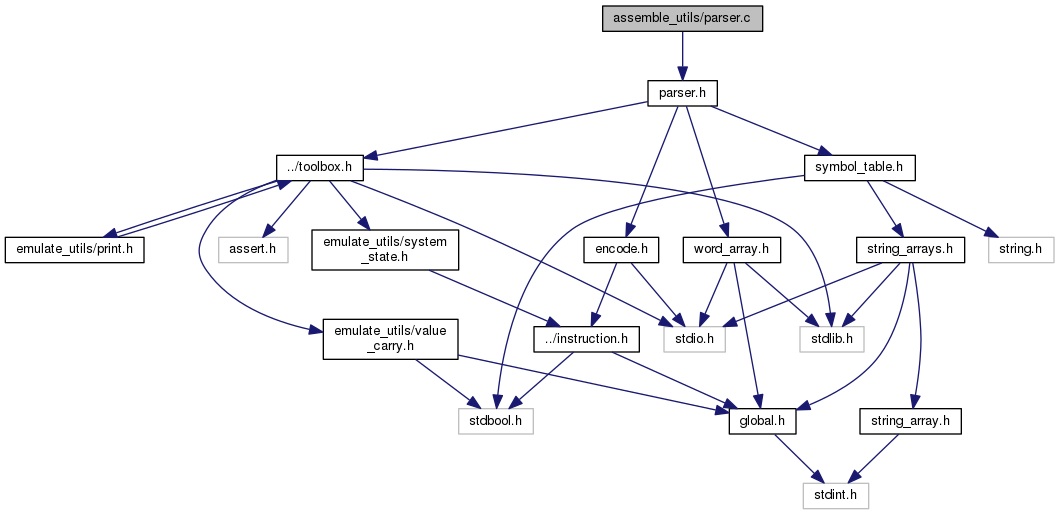 assemble_utils/parser.c
parser.h
../toolbox.h
symbol_table.h
emulate_utils/print.h
assert.h
emulate_utils/system
_state.h
encode.h
word_array.h
string_arrays.h
string.h
emulate_utils/value
_carry.h
../instruction.h
stdio.h
stdlib.h
stdbool.h
global.h
string_array.h
stdint.h